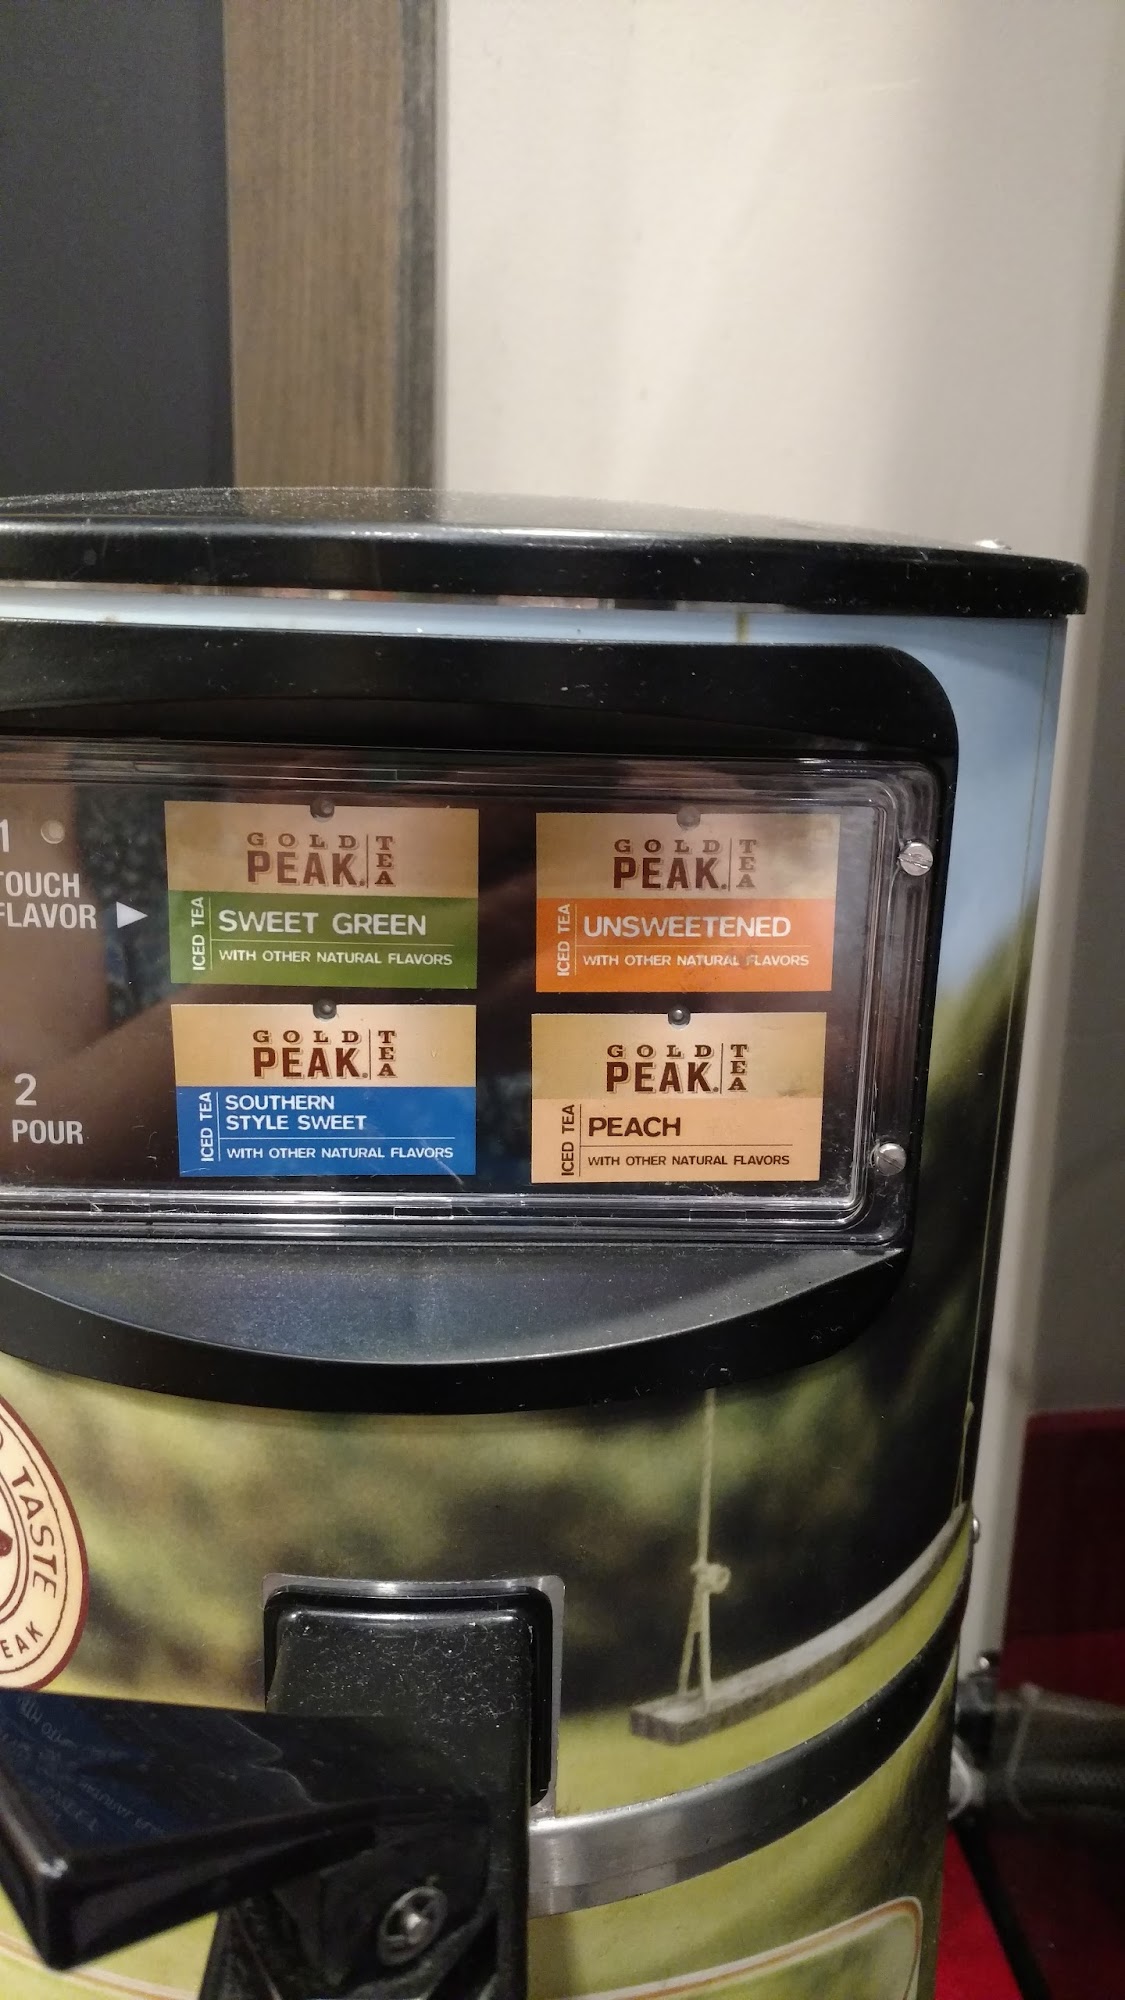 1
TOUCH
FLAVOR
GOLD
PEAK. TEA
ICED TEA
SWEET GREEN
WITH OTHER NATURAL FLAVORS
GOLD
PEAK. TEA
ICED TEA
UNSWEETENED
WITH OTHER NATURAL FLAVORS
2
POUR
GOLD
PEAK. TEA
ICED TEA
SOUTHERN
STYLE SWEET
WITH OTHER NATURAL FLAVORS
GOLD
PEAK. TEA
ICED TEA
PEACH
WITH OTHER NATURAL FLAVORS
TASTE